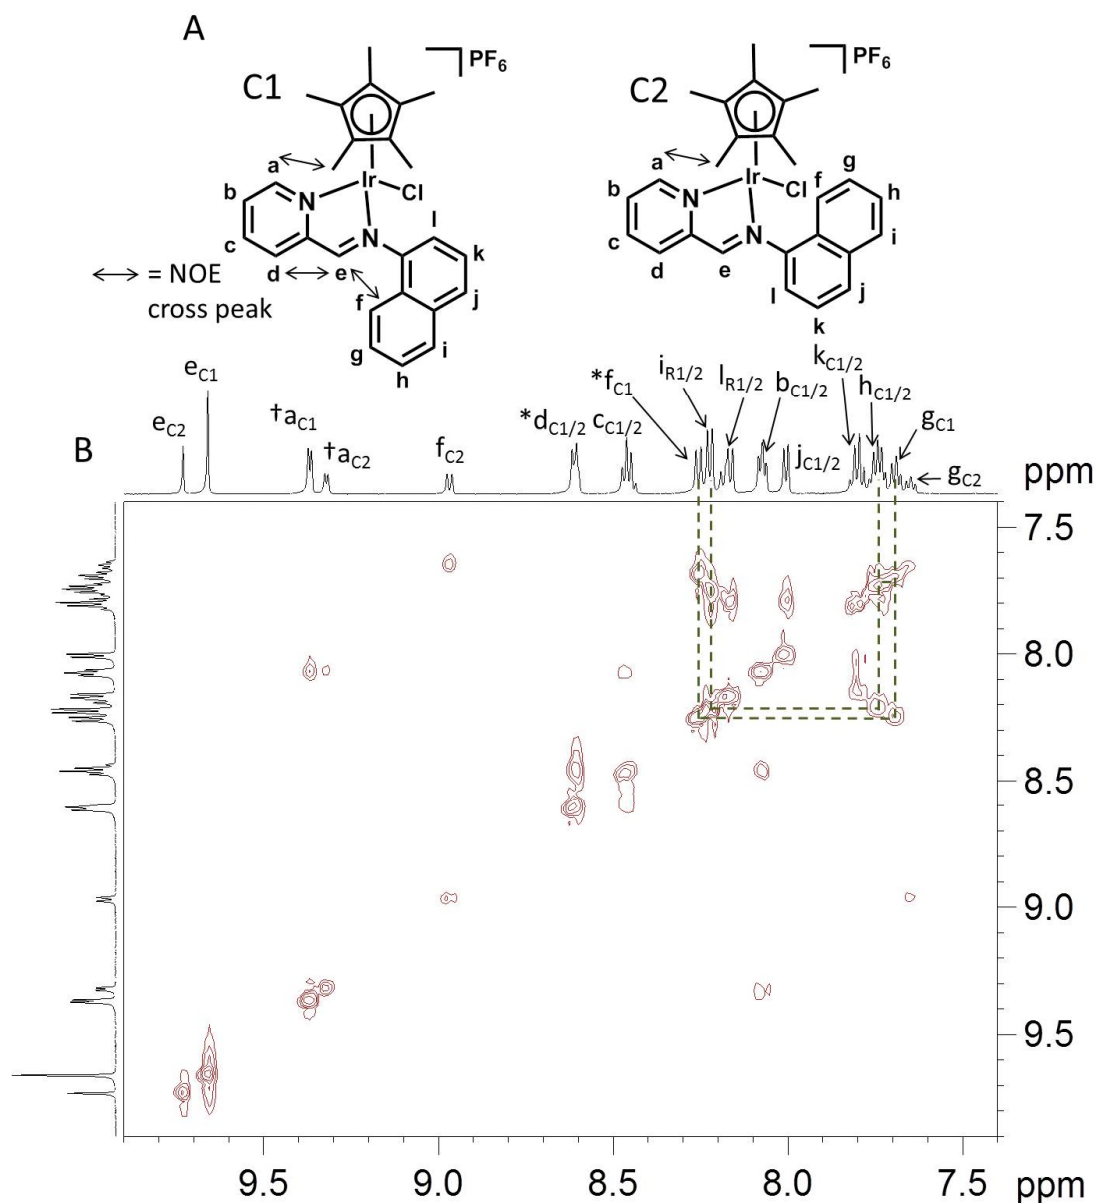 A
C1
PF6
a
b
c
d
e
f
g
h
i
j
k
l
N
N
Ir
Cl
C2
PF6
a
b
c
d
e
f
g
h
i
j
k
l
N
N
Ir
Cl
= NOE
cross peak
B
eC2
eC1
†aC1
†aC2
fC2
*dC1/2
cC1/2
*fC1
iR1/2
lR1/2
bC1/2
jC1/2
kC1/2
hC1/2
gC1
gC2
ppm
7.5
8.0
8.5
9.0
9.5
9.5
9.0
8.5
8.0
7.5
ppm